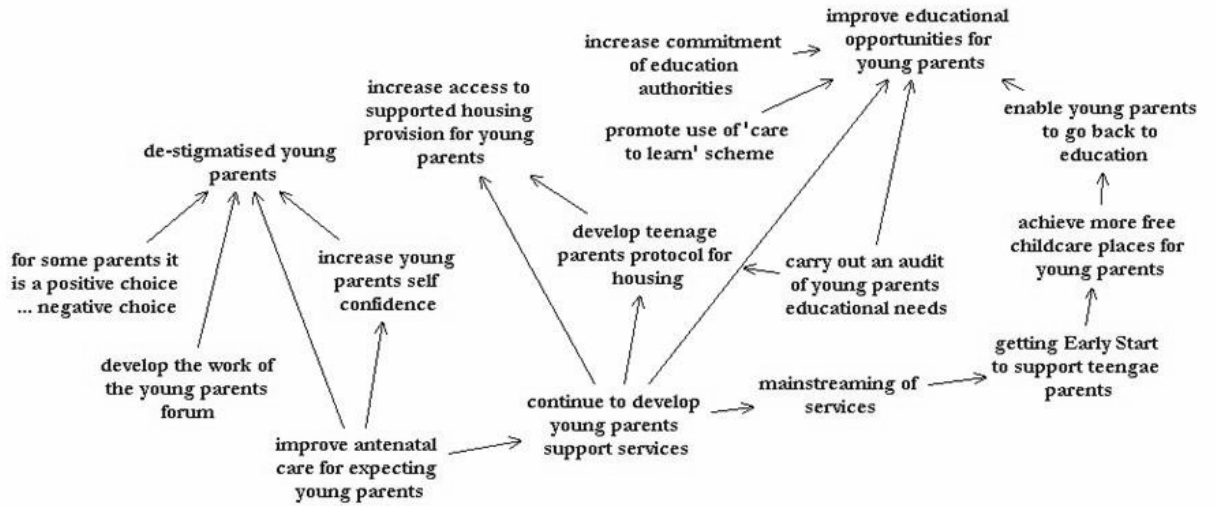 improve educational
opportunities for
young parents
increase commitment
of education
authorities
increase access to
supported housing
provision for young
parents
enable young parents
to go back to
education
promote use of 'care
to learn' scheme
de-stigmatised young
parents
achieve more free
childcare places for
young parents
develop teenage
parents protocol for
housing
for some parents it
is a positive choice
... negative choice
increase young
parents self
confidence
carry out an audit
of young parents
educational needs
getting Early Start
to support teengae
parents
develop the work of
the young parents
forum
mainstreaming of
services
continue to develop
young parents
support services
improve antenatal
care for expecting
young parents